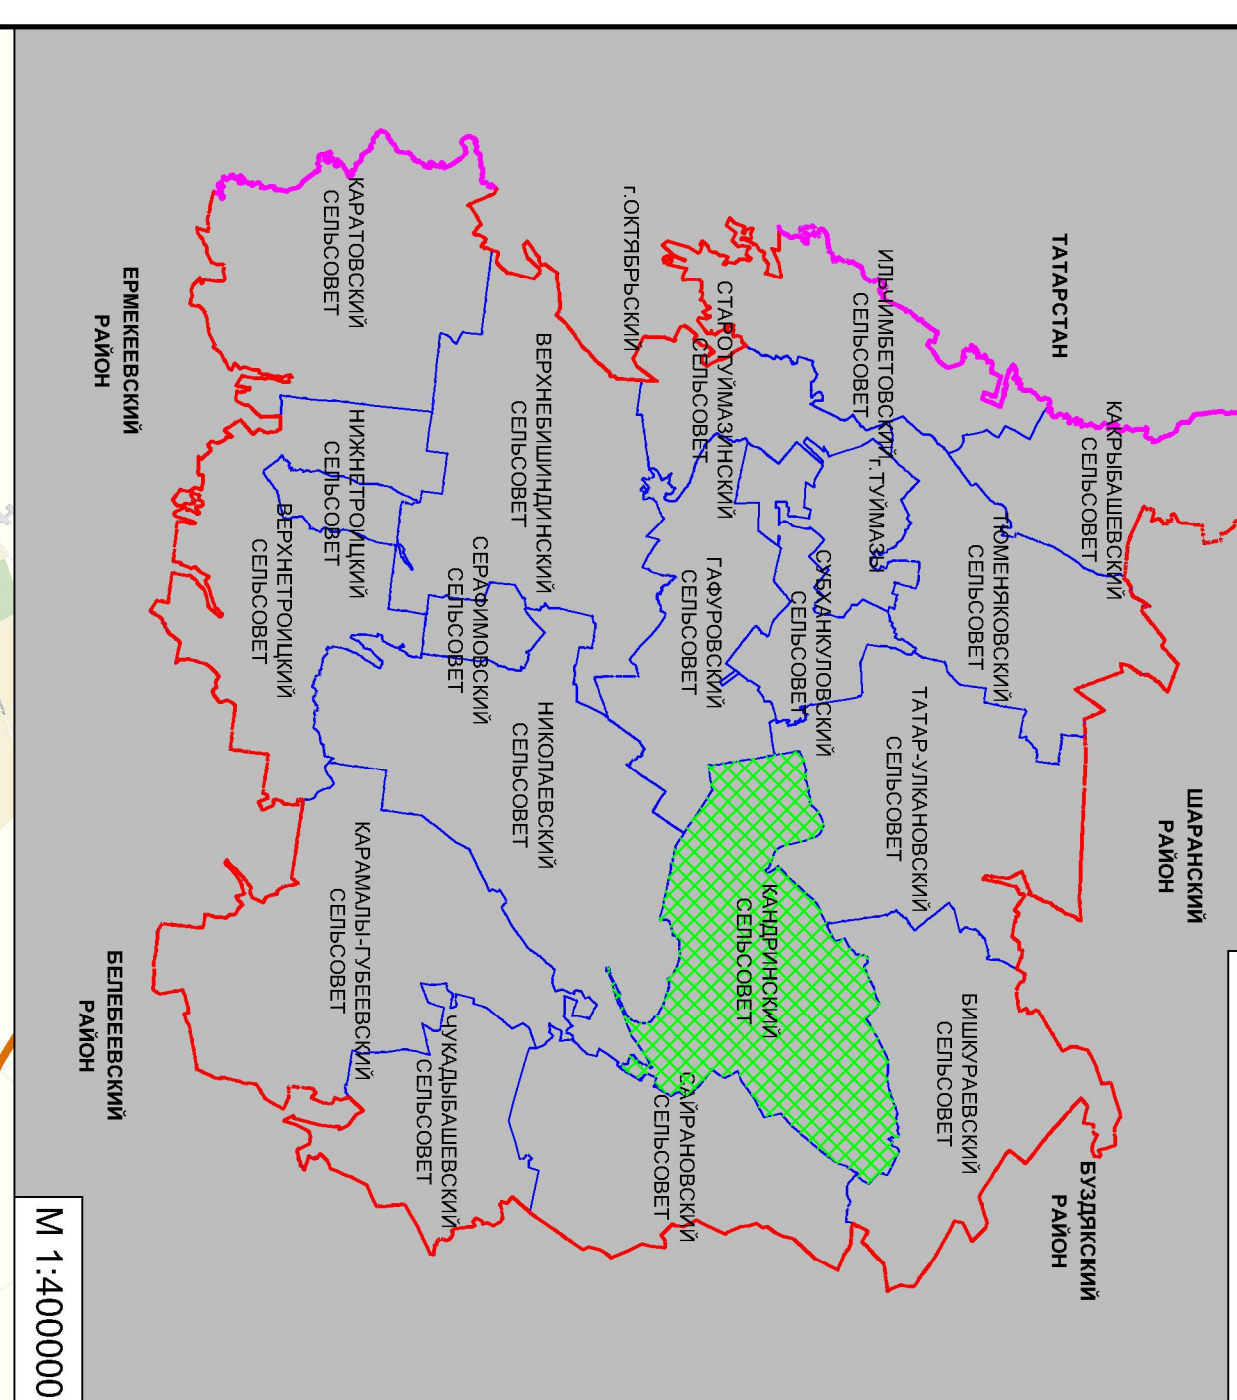 ТАТАРСТАН
КАКРЫБАШЕВСКИЙ
СЕЛЬСОВЕТ
ШАРАНСКИЙ
РАЙОН
БУЗДЯКСКИЙ
РАЙОН
ТЮМЕНЯКОВСКИЙ
СЕЛЬСОВЕТ
БИШКУРАЕВСКИЙ
СЕЛЬСОВЕТ
ТАТАР-УЛКАНОВСКИЙ
СЕЛЬСОВЕТ
ИЛЬЧИМБЕТОВСКИЙ
СЕЛЬСОВЕТ
г.ТУЙМАЗЫ
СУБХАНКУЛОВСКИЙ
СЕЛЬСОВЕТ
КАНДРИНСКИЙ
СЕЛЬСОВЕТ
СТАРОТУЙМАЗИНСКИЙ
СЕЛЬСОВЕТ
ГАФУРОВСКИЙ
СЕЛЬСОВЕТ
САЙРАНОВСКИЙ
СЕЛЬСОВЕТ
г.ОКТЯБРЬСКИЙ
ВЕРХНЕБИШИНДИНСКИЙ
СЕЛЬСОВЕТ
НИКОЛАЕВСКИЙ
СЕЛЬСОВЕТ
СЕРАФИМОВСКИЙ
СЕЛЬСОВЕТ
ЧУКАДЫБАШЕВСКИЙ
СЕЛЬСОВЕТ
КАРАТОВСКИЙ
СЕЛЬСОВЕТ
НИЖНЕТРОИЦКИЙ
СЕЛЬСОВЕТ
КАРАМАЛЫ-ГУБЕЕВСКИЙ
СЕЛЬСОВЕТ
ВЕРХНЕТРОИЦКИЙ
СЕЛЬСОВЕТ
ЕРМЕКЕЕВСКИЙ
РАЙОН
БЕЛЕБЕЕВСКИЙ
РАЙОН
М 1:400000